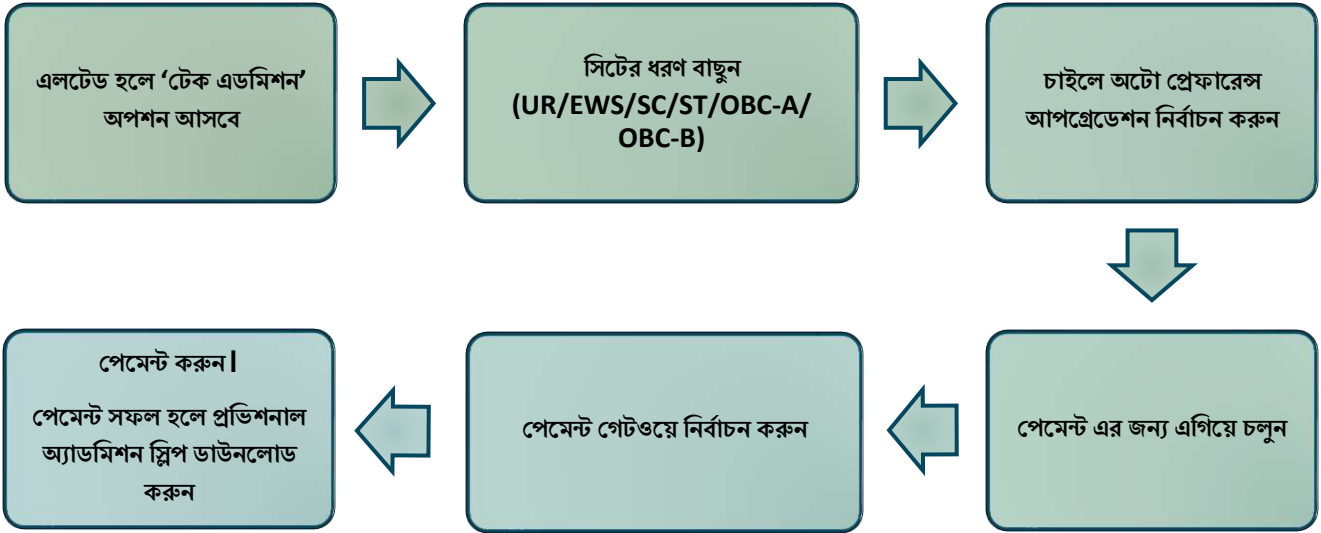 এলটেড হলে ‘টেক এডমিশন’
অপশন আসবে
সিটের ধরণ বাছুন
(UR/EWS/SC/ST/OBC-A/
OBC-B)
চাইলে অটো প্রেফারেন্স
আপগ্রেডেশন নির্বাচন করুন
পেমেন্ট এর জন্য এগিয়ে চলুন
পেমেন্ট গেটওয়ে নির্বাচন করুন
পেমেন্ট করুন।
পেমেন্ট সফল হলে প্রভিশনাল
অ্যাডমিশন স্লিপ ডাউনলোড
করুন